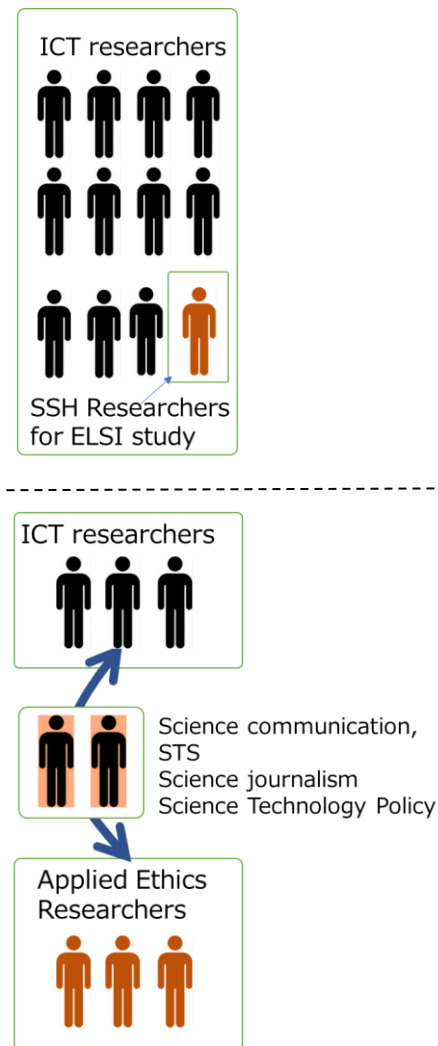 ICT researchers
SSH Researchers
for ELSI study
ICT researchers
Science communication,
STS
Science journalism
Science Technology Policy
Applied Ethics
Researchers